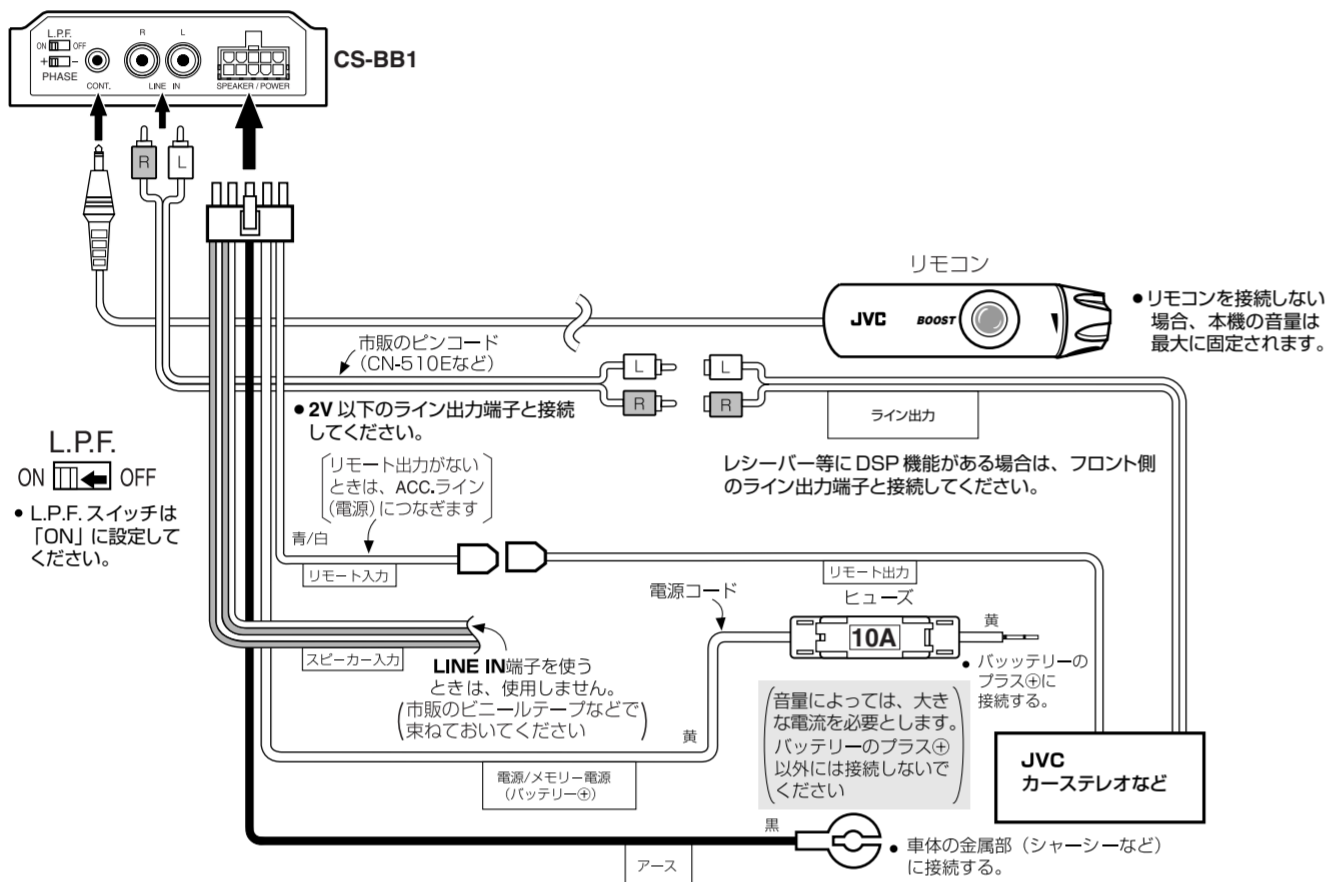 L.P.F.
ON OFF
+ -
PHASE
CONT.
R L
LINE IN
SPEAKER / POWER
CS-BB1
R L
リモコン
JVC BOOST
● リモコンを接続しない
場合、本機の音量は
最大に固定されます。
市販のピンコード
(CN-510Eなど)
L
R
L
R
ライン出力
● 2V 以下のライン出力端子と接続
してください。
レシーバー等に DSP 機能がある場合は、フロント側
のライン出力端子と接続してください。
L.P.F.
ON OFF
• L.P.F. スイッチは
「ON」に設定して
ください。
リモート出力がない
ときは、ACC.ライン
(電源)につなぎます
青/白
リモート入力
リモート出力
電源コード
ヒューズ
10A
黄
• バッッテリーの
プラス⊕に
接続する。
スピーカー入力
LINE IN端子を使う
ときは、使用しません。
(市販のビニールテープなどで
束ねておいてください)
黄
電源/メモリー電源
(バッテリー⊕)
(音量によっては、大き
な電流を必要とします。
バッテリーのプラス⊕
以外には接続しないで
ください)
JVC
カーステレオなど
黒
アース
• 車体の金属部(シャーシーなど)
に接続する。